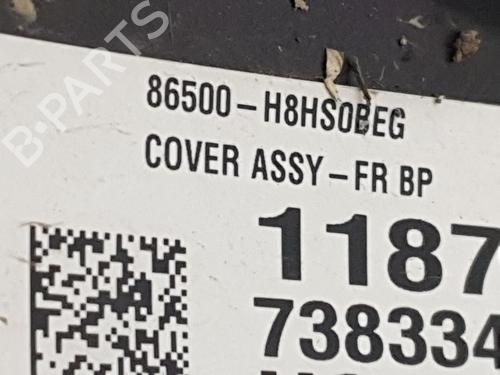 B-PARTS
86500-H8HS0BEG
COVER ASSY-FR BP
1187
738334